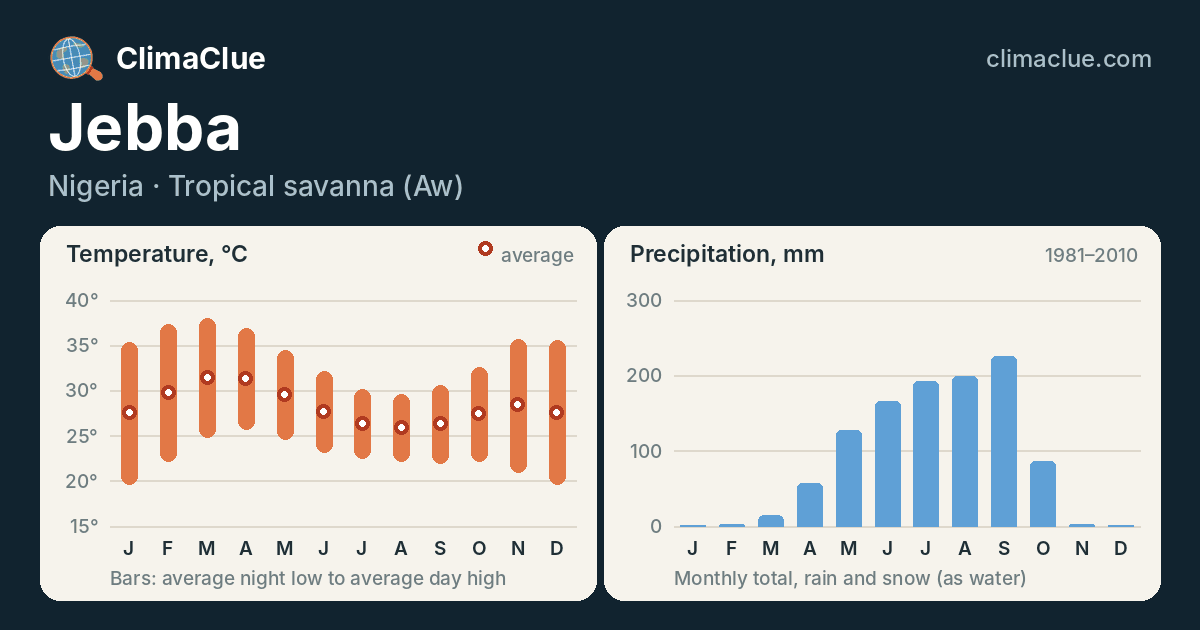 ClimaClue
climaclue.com
Jebba
Nigeria · Tropical savanna (Aw)
Temperature, °C
average
40°
35°
30°
25°
20°
15°
J F M A M J J A S O N D
Bars: average night low to average day high
Precipitation, mm
1981–2010
300
200
100
0
J F M A M J J A S O N D
Monthly total, rain and snow (as water)